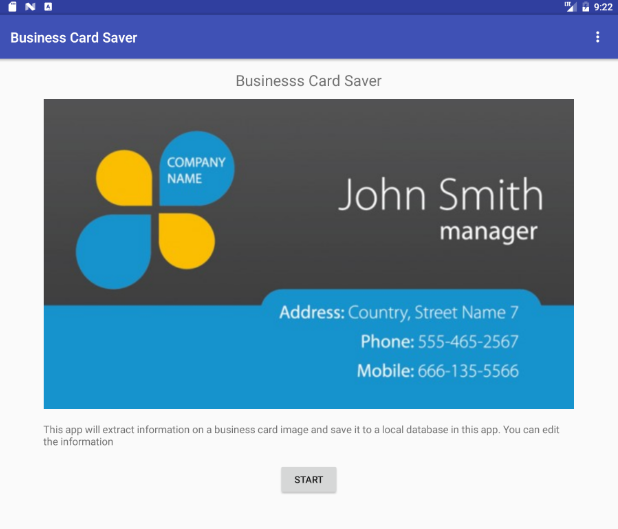 9:22
Business Card Saver
Businesss Card Saver
COMPANY
NAME
John Smith
manager
Address: Country, Street Name 7
Phone: 555-465-2567
Mobile: 666-135-5566
This app will extract information on a business card image and save it to a local database in this app. You can edit
the information
START